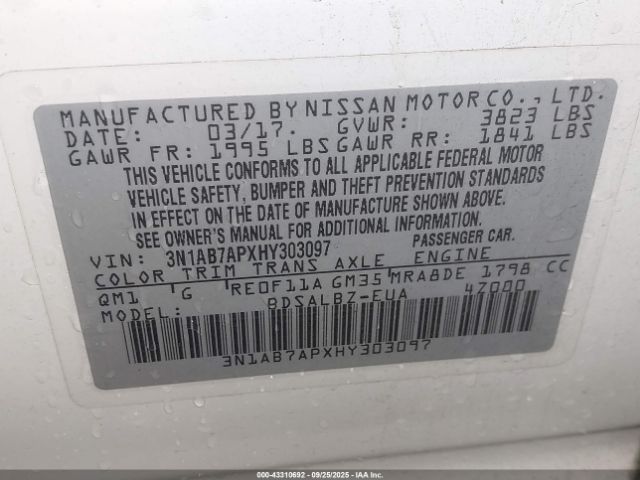 MANUFACTURED BY NISSAN MOTOR CO., LTD.
DATE: 03/17. GVWR: 3823 LBS
GAWR FR: 1995 LBS GAWR RR: 1841 LBS
THIS VEHICLE CONFORMS TO ALL APPLICABLE FEDERAL MOTOR
VEHICLE SAFETY, BUMPER AND THEFT PREVENTION STANDARDS
IN EFFECT ON THE DATE OF MANUFACTURE SHOWN ABOVE.
SEE OWNER'S MANUAL FOR ADDITIONAL INFORMATION.
VIN: 3N1AB7APXHY303097 PASSENGER CAR.
COLOR TRIM TRANS AXLE ENGINE
QM1 G RE0F11A GM35 MRA8DE 1798 CC
MODEL: BDSALBZ-EUA 4Z000
3N1AB7APXHY303097
000-43310692 - 09/25/2025 - IAAI.COM